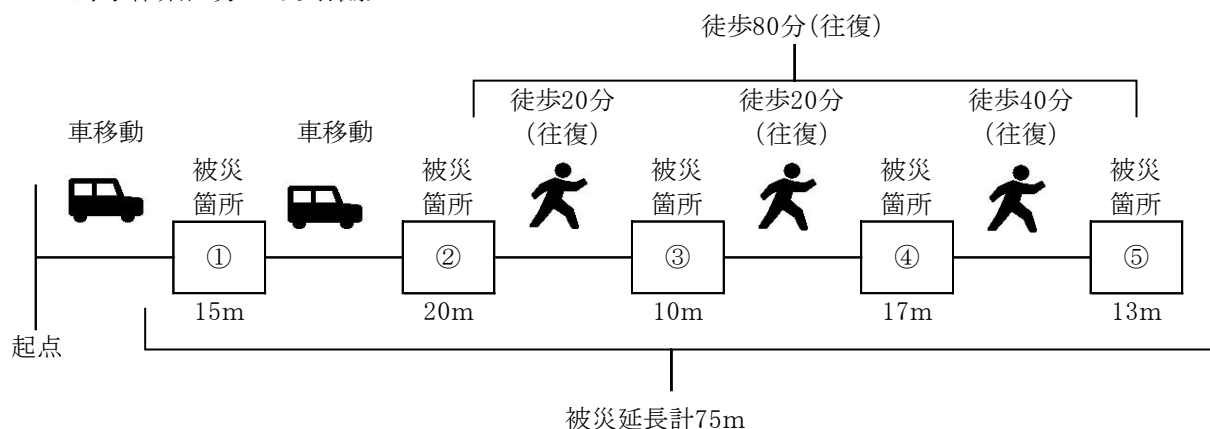 徒歩80分(往復)
徒歩20分
(往復)
徒歩20分
(往復)
徒歩40分
(往復)
車移動
車移動
被災
箇所
被災
箇所
被災
箇所
被災
箇所
被災
箇所
①
②
③
④
⑤
15m
20m
10m
17m
13m
起点
被災延長計75m